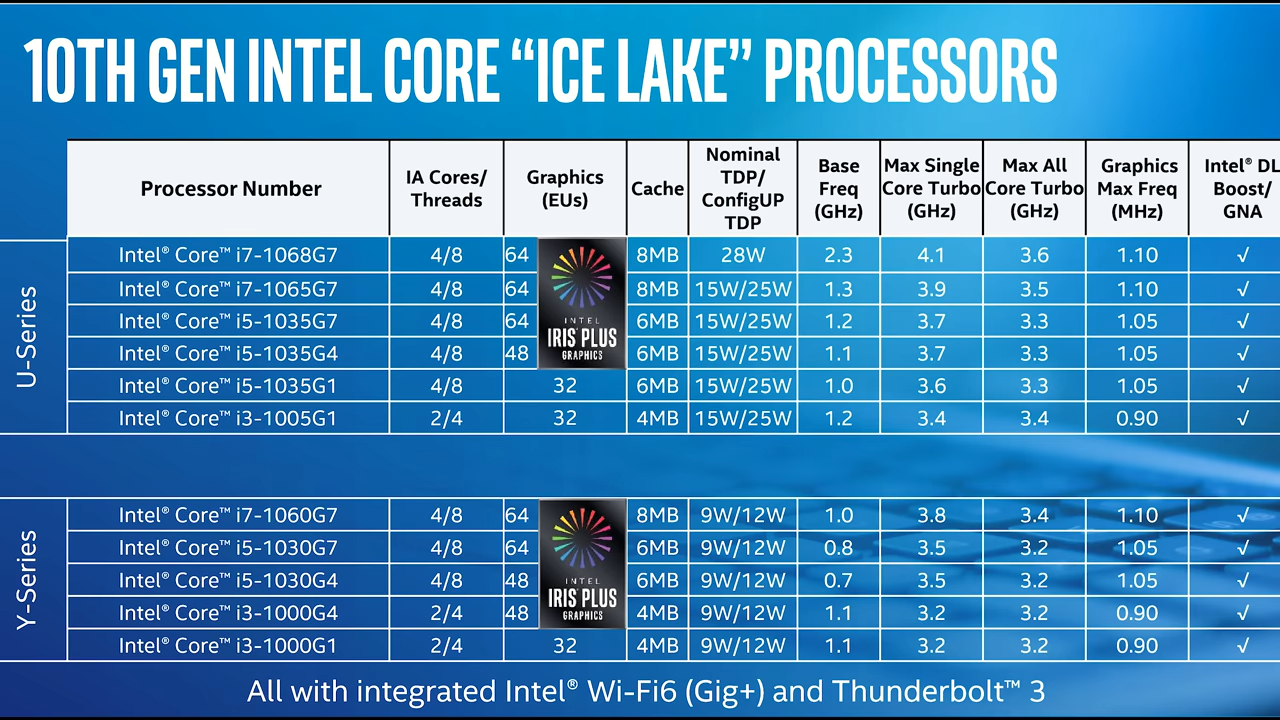 10TH GEN INTEL CORE “ICE LAKE” PROCESSORS
Processor Number
IA Cores/
Threads
Graphics
(EUs)
Cache
Nominal
TDP/
ConfigUP
TDP
Base
Freq
(GHz)
Max Single
Core Turbo
(GHz)
Max All
Core Turbo
(GHz)
Graphics
Max Freq
(MHz)
Intel® DL
Boost/
GNA
U-Series
Intel® Core™ i7-1068G7 4/8 64 8MB 28W 2.3 4.1 3.6 1.10 √
Intel® Core™ i7-1065G7 4/8 64 8MB 15W/25W 1.3 3.9 3.5 1.10 √
Intel® Core™ i5-1035G7 4/8 64 6MB 15W/25W 1.2 3.7 3.3 1.05 √
Intel® Core™ i5-1035G4 4/8 48 6MB 15W/25W 1.1 3.7 3.3 1.05 √
INTEL
IRIS® PLUS
GRAPHICS
Intel® Core™ i5-1035G1 4/8 32 6MB 15W/25W 1.0 3.6 3.3 1.05 √
Intel® Core™ i3-1005G1 2/4 32 4MB 15W/25W 1.2 3.4 3.4 0.90 √
Y-Series
Intel® Core™ i7-1060G7 4/8 64 8MB 9W/12W 1.0 3.8 3.4 1.10 √
Intel® Core™ i5-1030G7 4/8 64 6MB 9W/12W 0.8 3.5 3.2 1.05 √
Intel® Core™ i5-1030G4 4/8 48 6MB 9W/12W 0.7 3.5 3.2 1.05 √
Intel® Core™ i3-1000G4 2/4 48 4MB 9W/12W 1.1 3.2 3.2 0.90 √
INTEL
IRIS® PLUS
GRAPHICS
Intel® Core™ i3-1000G1 2/4 32 4MB 9W/12W 1.1 3.2 3.2 0.90 √
All with integrated Intel® Wi-Fi6 (Gig+) and Thunderbolt™ 3